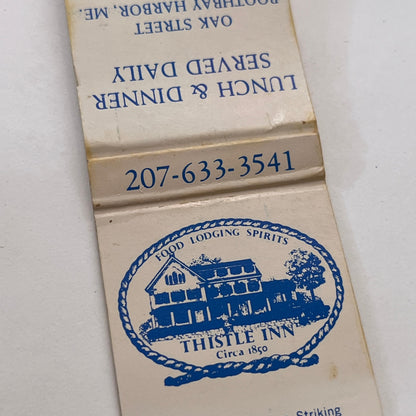 LUNCH & DINNER
SERVED DAILY
OAK STREET
BOOTHBAY HARBOR, ME.
207-633-3541
FOOD LODGING SPIRITS
THISTLE INN
Circa 1850
Striking